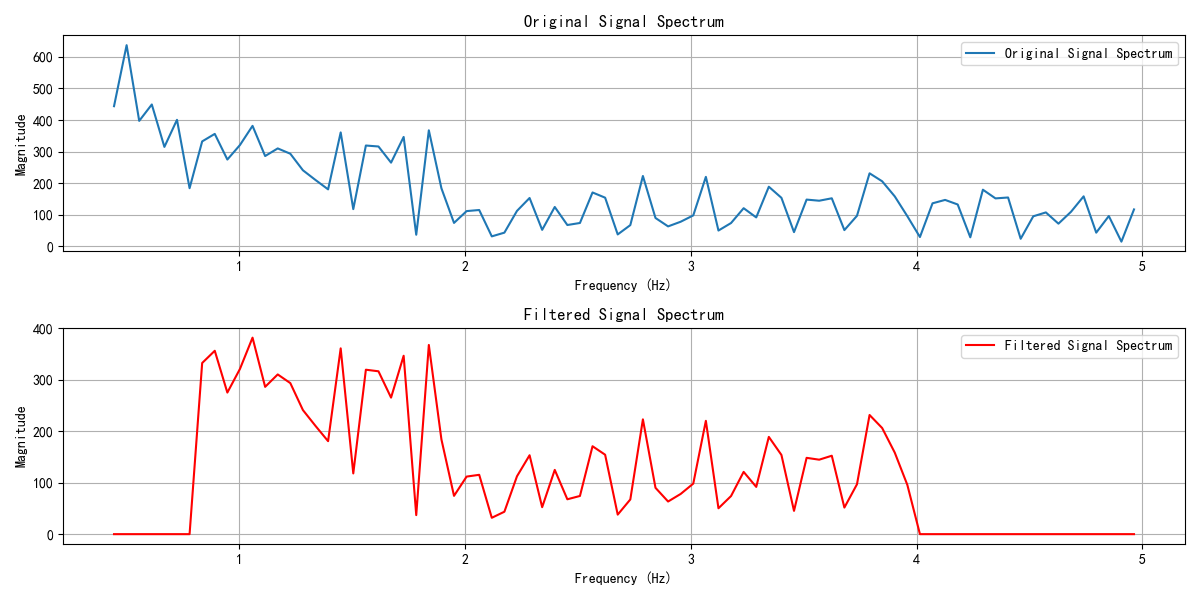 Original Signal Spectrum
Original Signal Spectrum
Magnitude
600
500
400
300
200
100
0
1
2
3
4
5
Frequency (Hz)
Filtered Signal Spectrum
Filtered Signal Spectrum
Magnitude
400
300
200
100
0
1
2
3
4
5
Frequency (Hz)